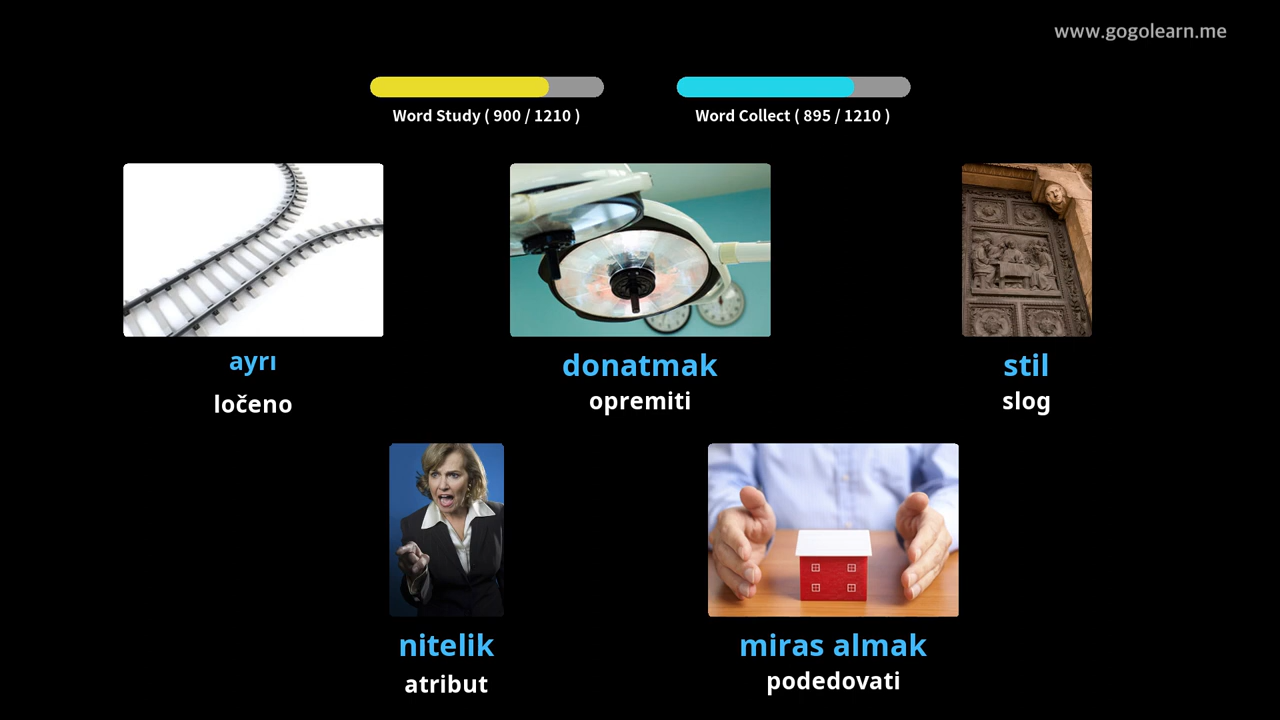 www.gogolearn.me
Word Study ( 900 / 1210 )
Word Collect ( 895 / 1210 )
ayrı
ločeno
donatmak
opremiti
stil
slog
nitelik
atribut
miras almak
podedovati